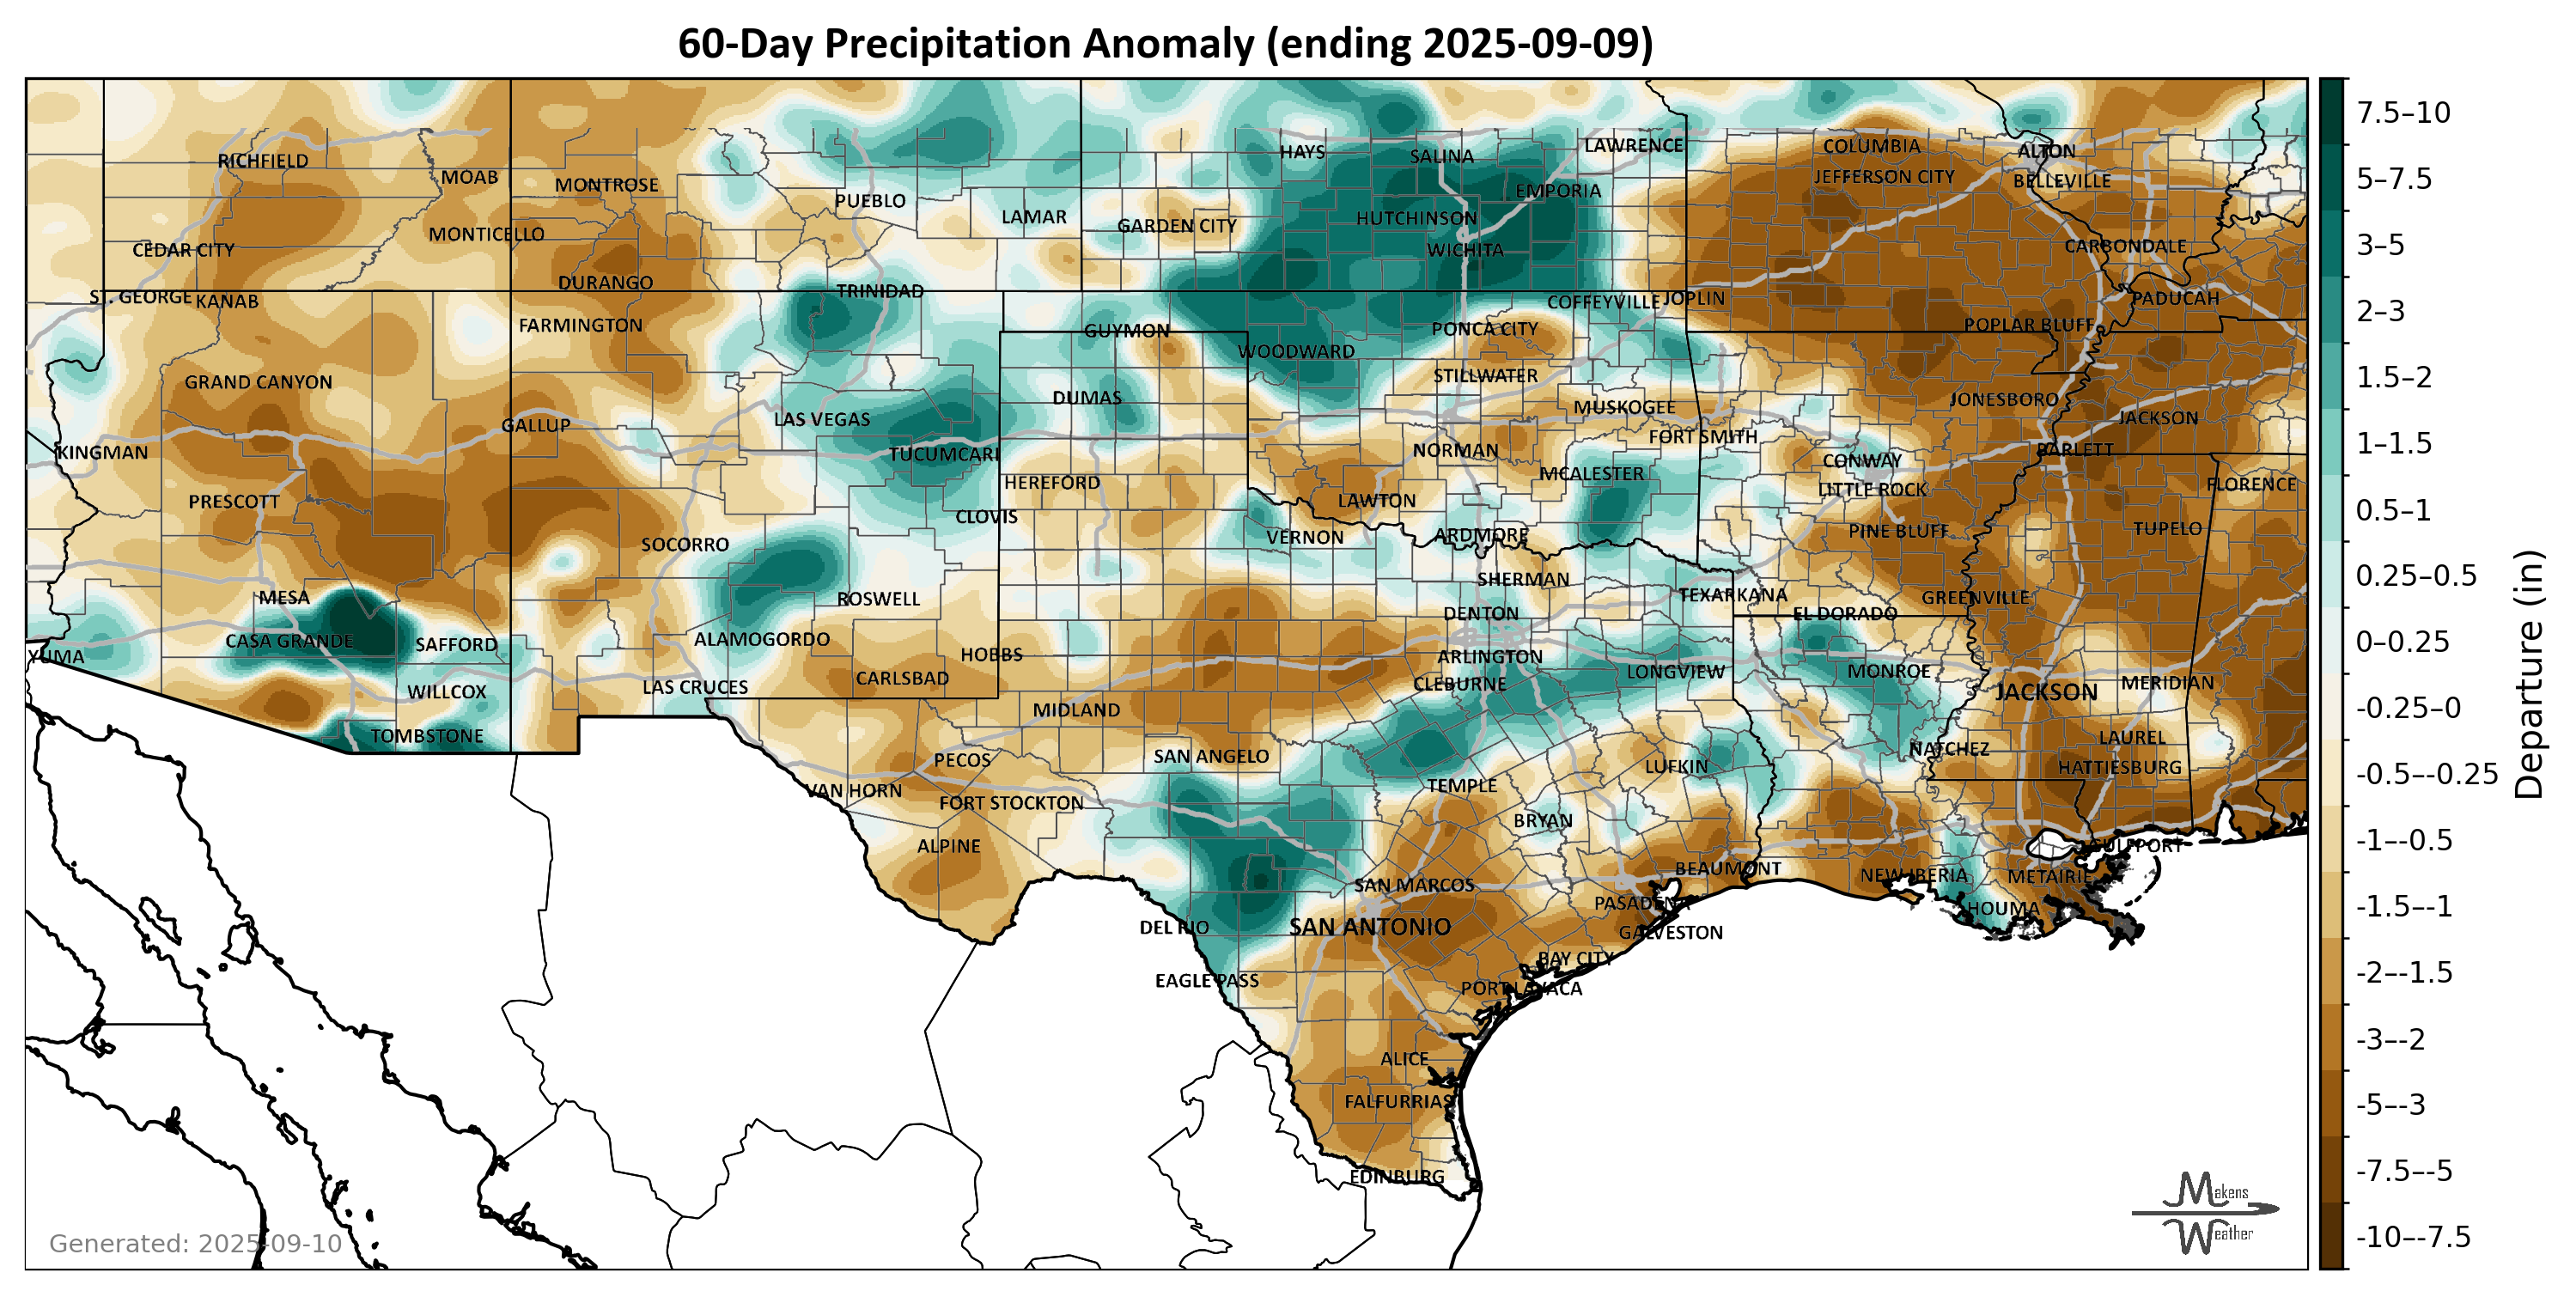 60-Day Precipitation Anomaly (ending 2025-09-09)
RICHFIELD
MOAB
MONTROSE
PUEBLO
LAMAR
GARDEN CITY
HAYS
SALINA
LAWRENCE
EMPORIA
HUTCHINSON
WICHITA
COLUMBIA
JEFFERSON CITY
ALTON
BELLEVILLE
CEDAR CITY
MONTICELLO
DURANGO
TRINIDAD
CARBONDALE
ST. GEORGE
KANAB
FARMINGTON
GUYMON
WOODWARD
PONCA CITY
COFFEYVILLE
JOPLIN
PADUCAH
POPLAR BLUFF
GRAND CANYON
GALLUP
LAS VEGAS
DUMAS
STILLWATER
MUSKOGEE
JONESBORO
JACKSON
KINGMAN
TUCUMCARI
NORMAN
FORT SMITH
CONWAY
BARLETT
PRESCOTT
HEREFORD
LAWTON
MCALESTER
LITTLE ROCK
FLORENCE
SOCORRO
CLOVIS
VERNON
ARDMORE
PINE BLUFF
TUPELO
MESA
ROSWELL
SHERMAN
TEXARKANA
GREENVILLE
CASA GRANDE
SAFFORD
ALAMOGORDO
HOBBS
DENTON
EL DORADO
YUMA
WILLCOX
LAS CRUCES
CARLSBAD
ARLINGTON
CLEBURNE
LONGVIEW
MONROE
JACKSON
MERIDIAN
TOMBSTONE
MIDLAND
SAN ANGELO
PECOS
LUFKIN
NATCHEZ
LAUREL
HATTIESBURG
VAN HORN
FORT STOCKTON
TEMPLE
BRYAN
ALPINE
SAN MARCOS
BEAUMONT
NEW IBERIA
METAIRIE
GULFPORT
DEL RIO
SAN ANTONIO
PASADENA
GALVESTON
HOUMA
EAGLE PASS
BAY CITY
PORT LAVACA
ALICE
FALFURRIAS
EDINBURG
Generated: 2025-09-10
Makens
Weather
7.5–10
5–7.5
3–5
2–3
1.5–2
1–1.5
0.5–1
0.25–0.5
0–0.25
-0.25–0
-0.5–-0.25
-1–-0.5
-1.5–-1
-2–-1.5
-3–-2
-5–-3
-7.5–-5
-10–-7.5
Departure (in)